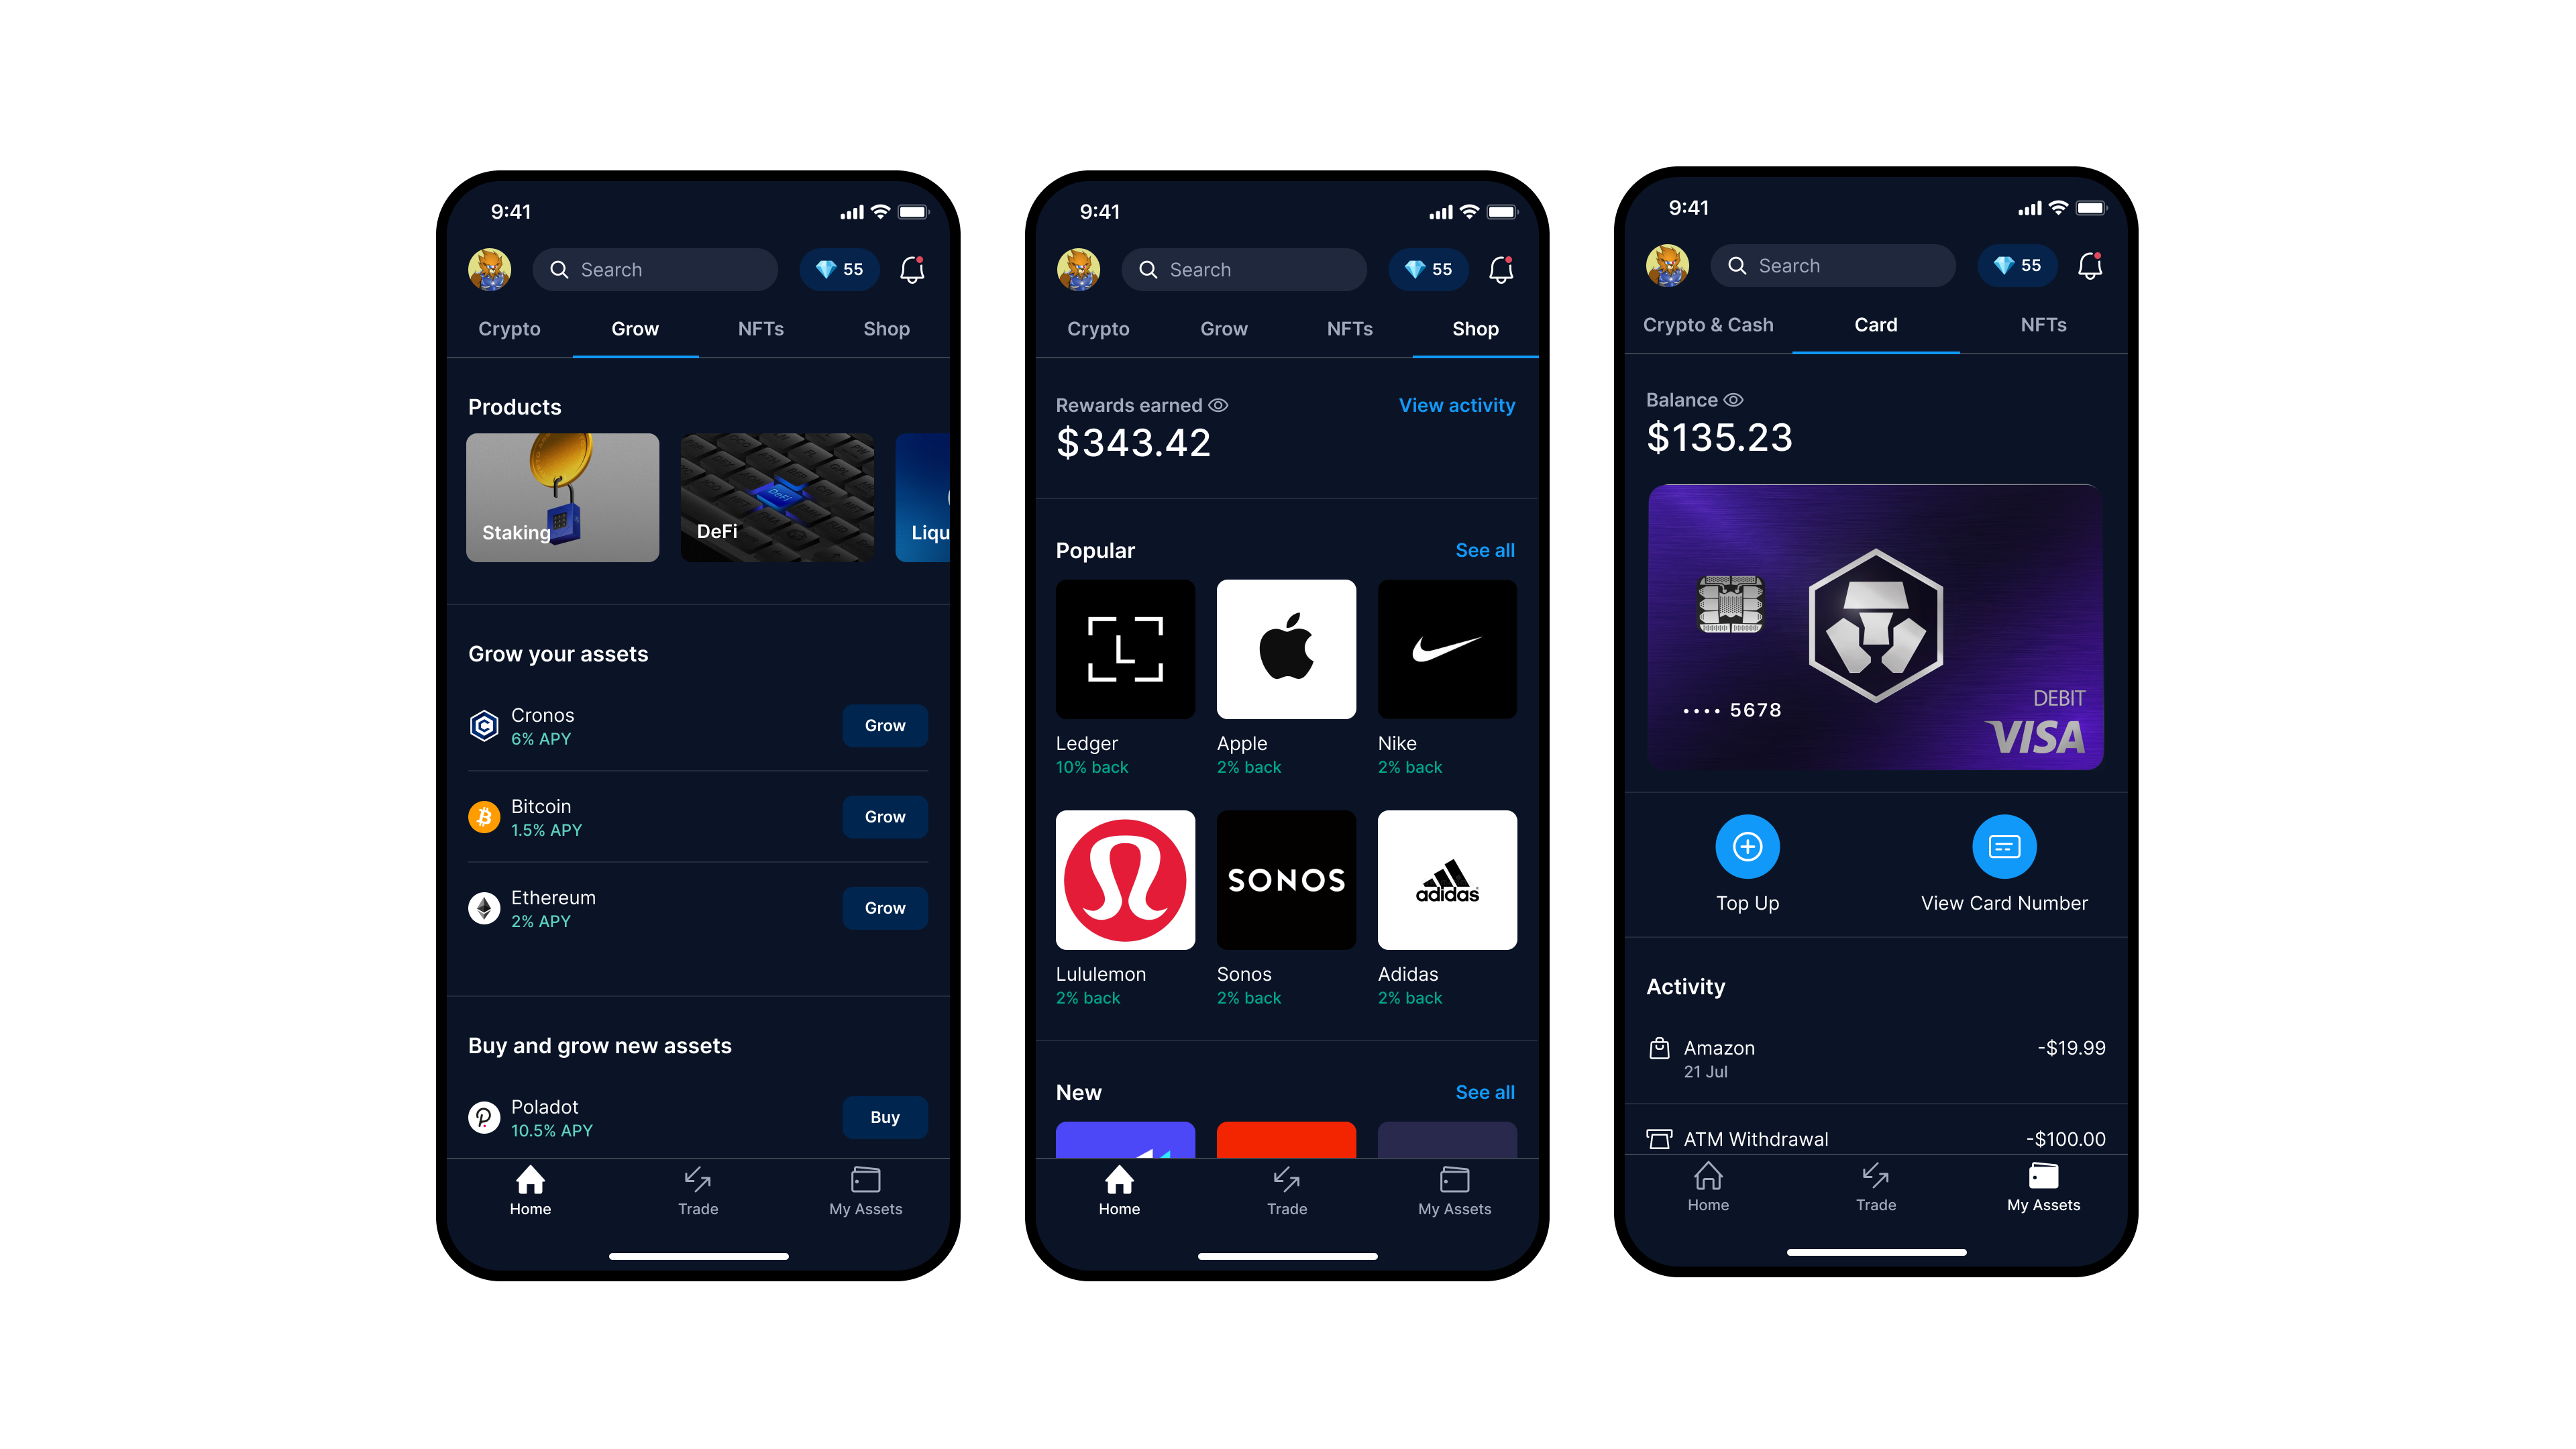 9:41
Search
55
Crypto Grow NFTs Shop
Products
Staking
DeFi
DeFi
Liqu
Grow your assets
Cronos
6% APY
Grow
Bitcoin
1.5% APY
Grow
Ethereum
2% APY
Grow
Buy and grow new assets
Poladot
10.5% APY
Buy
Home Trade My Assets
9:41
Search
55
Crypto Grow NFTs Shop
Rewards earned
View activity
$343.42
Popular
See all
L
Ledger
10% back
Apple
2% back
Nike
2% back
Lululemon
2% back
SONOS
Sonos
2% back
adidas
Adidas
2% back
New
See all
Home Trade My Assets
9:41
Search
55
Crypto & Cash Card NFTs
Balance
$135.23
•••• 5678
DEBIT
VISA
Top Up
View Card Number
Activity
Amazon
-$19.99
21 Jul
ATM Withdrawal
-$100.00
Home Trade My Assets